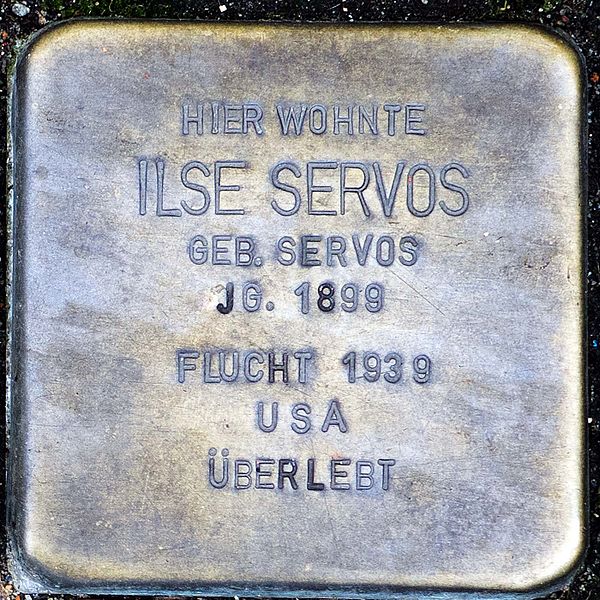 HIER WOHNTE
ILSE SERVOS
GEB. SERVOS
JG. 1899
FLUCHT 1939
USA
ÜBERLEBT